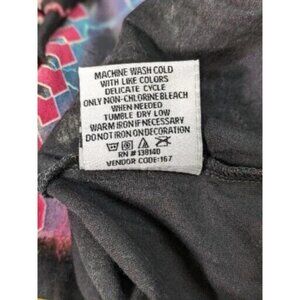 MACHINE WASH COLD
WITH LIKE COLORS
DELICATE CYCLE
ONLY NON-CHLORINE BLEACH
WHEN NEEDED
TUMBLE DRY LOW
WARM IRON IF NECESSARY
DO NOT IRON ON DECORATION
RN # 138140
VENDOR CODE: 167